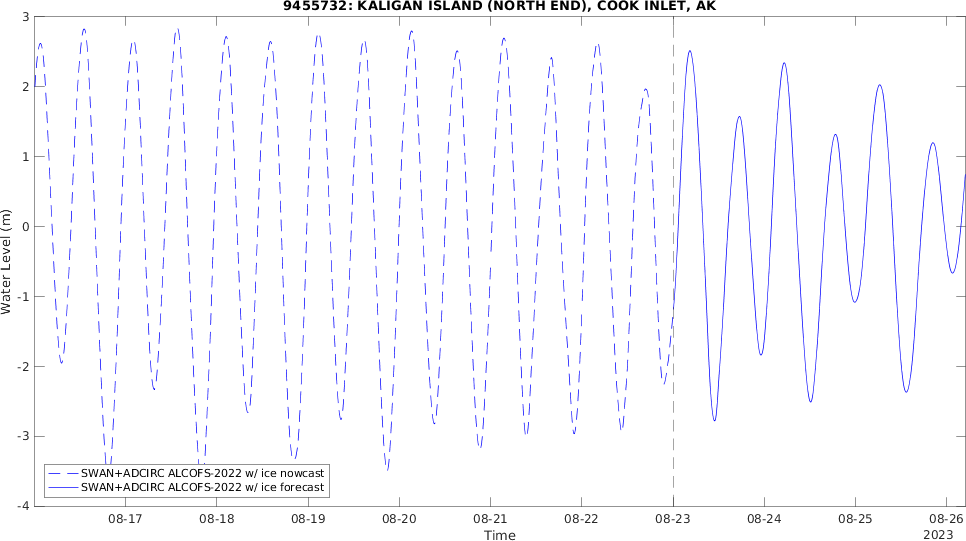 9455732: KALIGAN ISLAND (NORTH END), COOK INLET, AK
3
2
1
0
-1
-2
-3
-4
Water Level (m)
SWAN+ADCIRC ALCOFS-2022 w/ ice nowcast
SWAN+ADCIRC ALCOFS-2022 w/ ice forecast
08-17 08-18 08-19 08-20 08-21 08-22 08-23 08-24 08-25 08-26
Time
2023